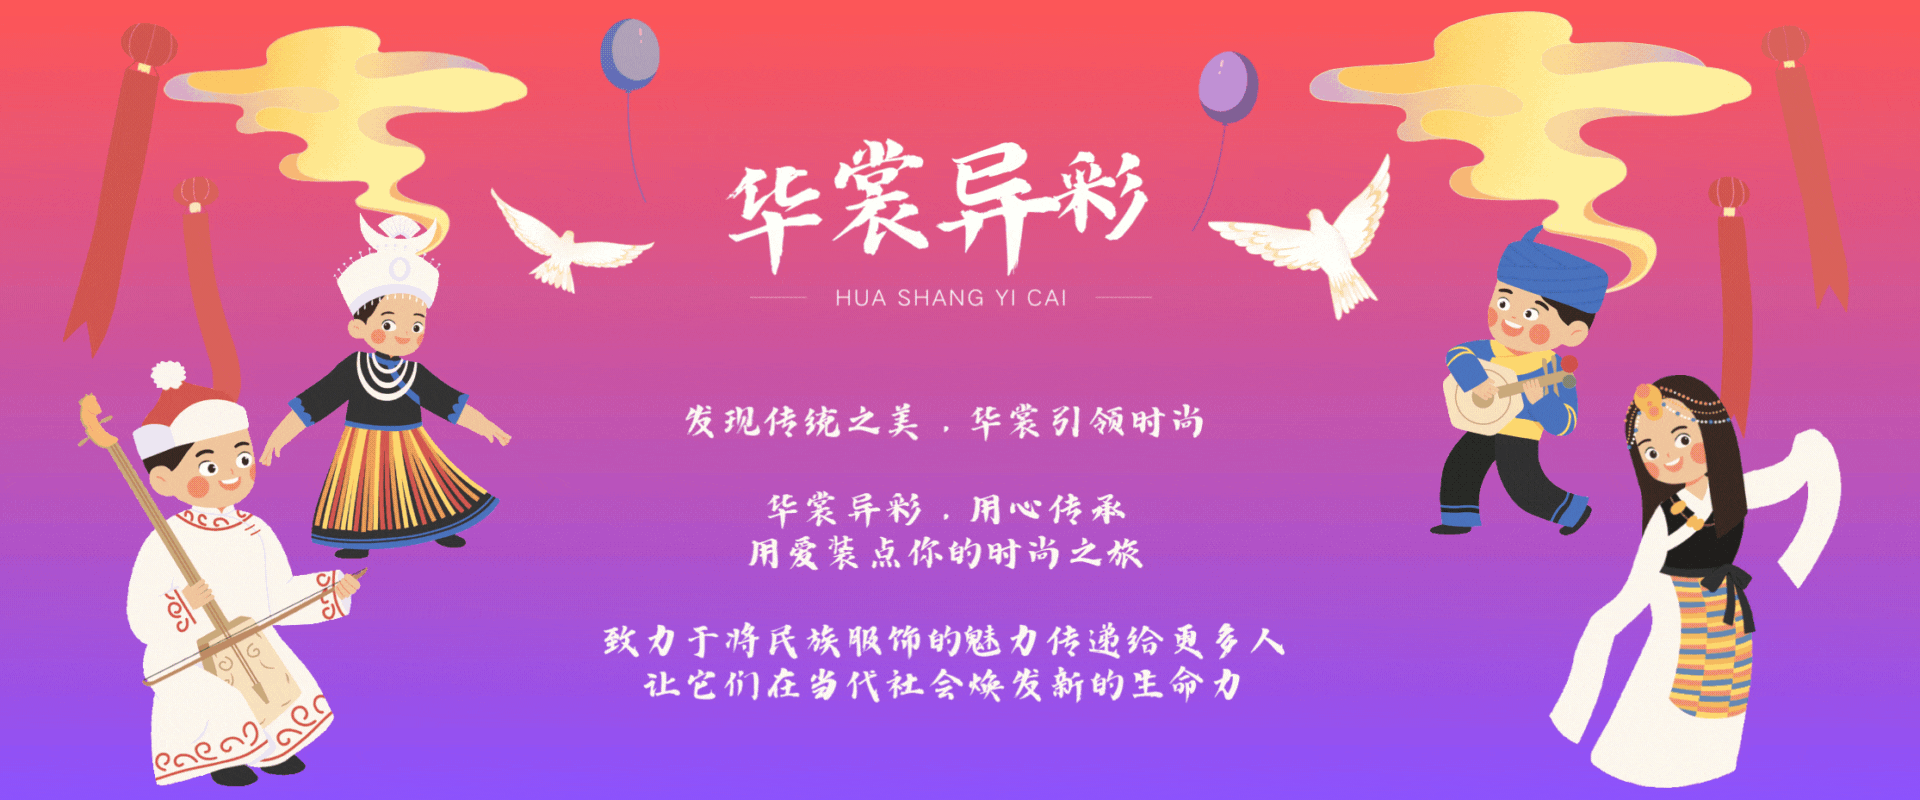 华裳异彩
HUA SHANG YI CAI
发现传统之美．华裳引领时尚
华裳异彩．用心传承
用爱装点你的时尚之旅
致力于将民族服饰的魅力传递给更多人
让它们在当代社会焕发新的生命力